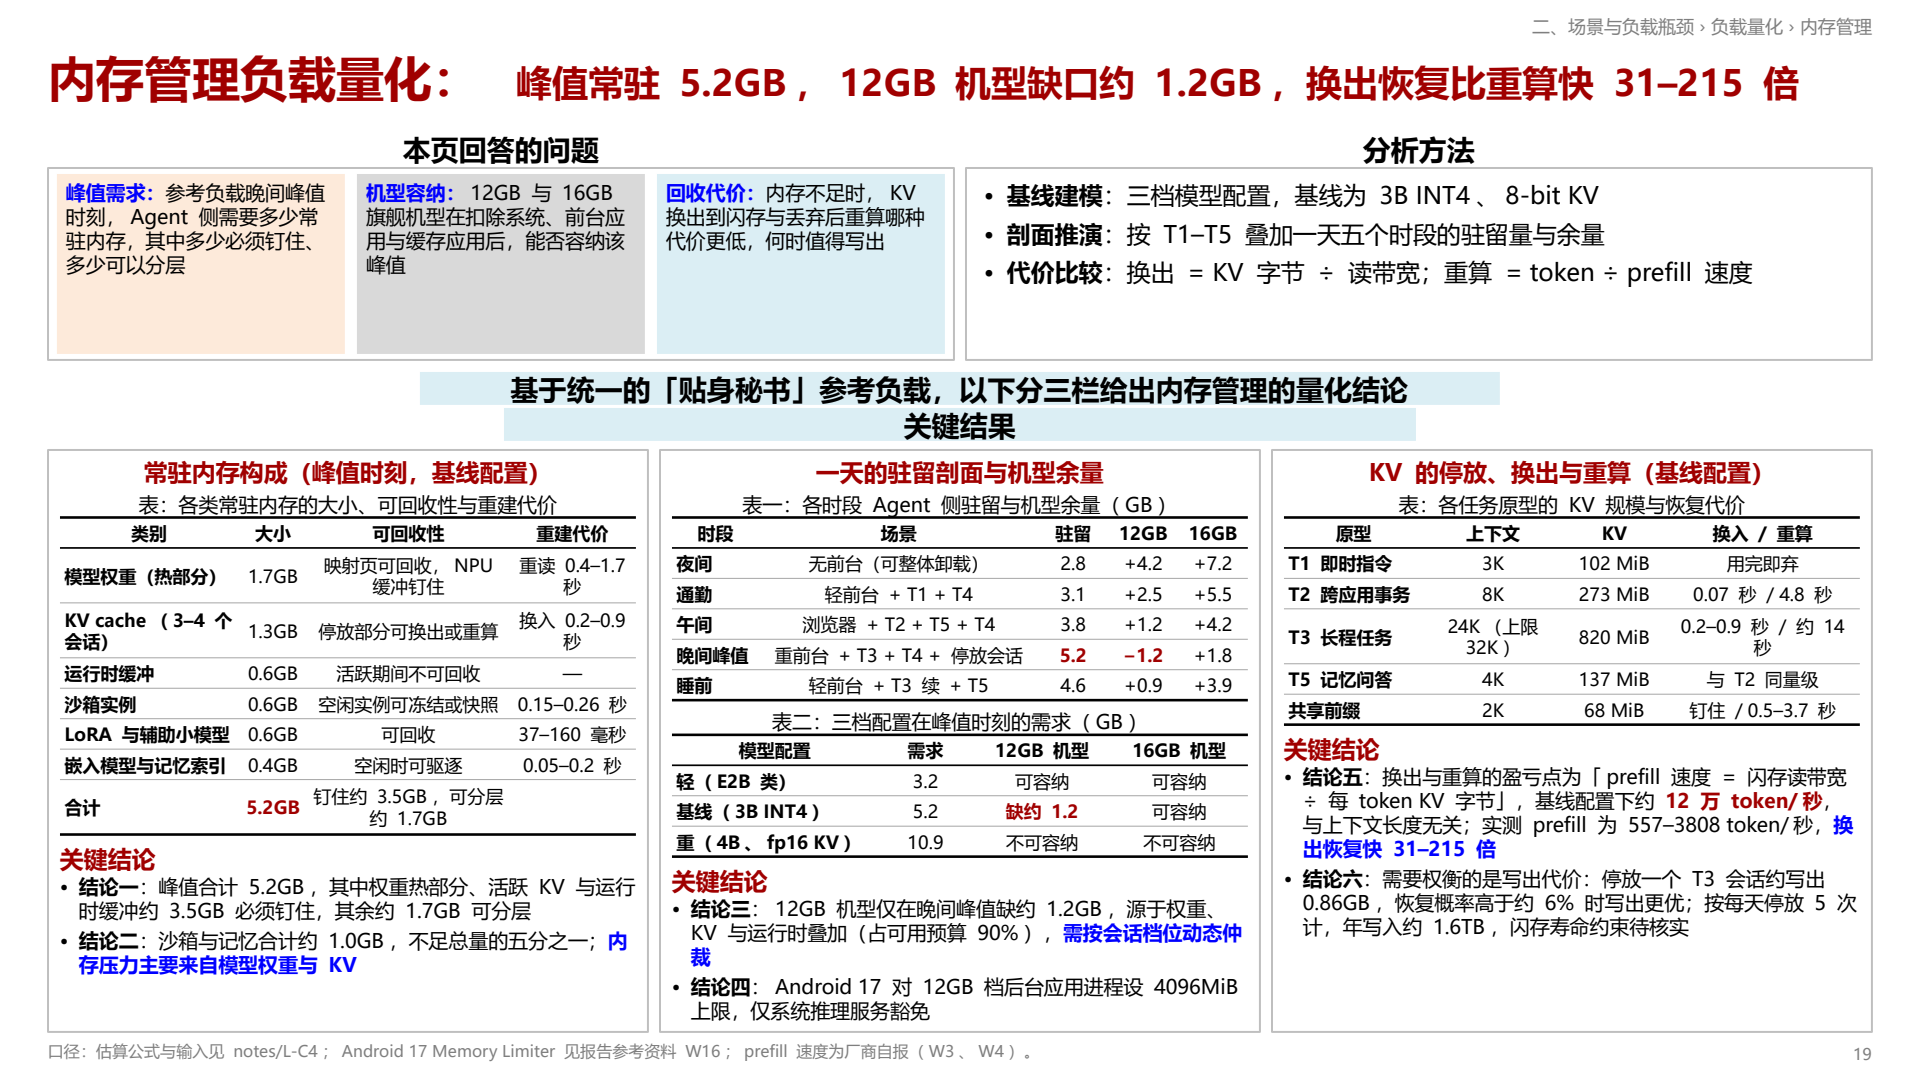 二、场景与负载瓶颈 › 负载量化 › 内存管理
内存管理负载量化： 峰值常驻 5.2GB ， 12GB 机型缺口约 1.2GB ，换出恢复比重算快 31–215 倍
本页回答的问题
峰值需求：参考负载晚间峰值
时刻， Agent 侧需要多少常
驻内存，其中多少必须钉住、
多少可以分层
机型容纳： 12GB 与 16GB
旗舰机型在扣除系统、前台应
用与缓存应用后，能否容纳该
峰值
回收代价：内存不足时， KV
换出到闪存与丢弃后重算哪种
代价更低，何时值得写出
分析方法
• 基线建模：三档模型配置，基线为 3B INT4 、 8-bit KV
• 剖面推演：按 T1–T5 叠加一天五个时段的驻留量与余量
• 代价比较：换出 = KV 字节 ÷ 读带宽；重算 = token ÷ prefill 速度
基于统一的「贴身秘书」参考负载，以下分三栏给出内存管理的量化结论
关键结果
常驻内存构成（峰值时刻，基线配置）
表：各类常驻内存的大小、可回收性与重建代价
类别 大小 可回收性 重建代价
模型权重（热部分） 1.7GB 映射页可回收， NPU 缓冲钉住 重读 0.4–1.7 秒
KV cache （ 3–4 个会话） 1.3GB 停放部分可换出或重算 换入 0.2–0.9 秒
运行时缓冲 0.6GB 活跃期间不可回收 —
沙箱实例 0.6GB 空闲实例可冻结或快照 0.15–0.26 秒
LoRA 与辅助小模型 0.6GB 可回收 37–160 毫秒
嵌入模型与记忆索引 0.4GB 空闲时可驱逐 0.05–0.2 秒
合计 5.2GB 钉住约 3.5GB ，可分层约 1.7GB
关键结论
• 结论一：峰值合计 5.2GB ，其中权重热部分、活跃 KV 与运行
时缓冲约 3.5GB 必须钉住，其余约 1.7GB 可分层
• 结论二：沙箱与记忆合计约 1.0GB ，不足总量的五分之一；内
存压力主要来自模型权重与 KV
一天的驻留剖面与机型余量
表一：各时段 Agent 侧驻留与机型余量（ GB ）
时段 场景 驻留 12GB 16GB
夜间 无前台（可整体卸载） 2.8 +4.2 +7.2
通勤 轻前台 + T1 + T4 3.1 +2.5 +5.5
午间 浏览器 + T2 + T5 + T4 3.8 +1.2 +4.2
晚间峰值 重前台 + T3 + T4 + 停放会话 5.2 −1.2 +1.8
睡前 轻前台 + T3 续 + T5 4.6 +0.9 +3.9
表二：三档配置在峰值时刻的需求（ GB ）
模型配置 需求 12GB 机型 16GB 机型
轻（ E2B 类） 3.2 可容纳 可容纳
基线（ 3B INT4 ） 5.2 缺约 1.2 可容纳
重（ 4B 、 fp16 KV ） 10.9 不可容纳 不可容纳
关键结论
• 结论三： 12GB 机型仅在晚间峰值缺约 1.2GB ，源于权重、
KV 与运行时叠加（占可用预算 90% ），需按会话档位动态仲
裁
• 结论四： Android 17 对 12GB 档后台应用进程设 4096MiB
上限，仅系统推理服务豁免
KV 的停放、换出与重算（基线配置）
表：各任务原型的 KV 规模与恢复代价
原型 上下文 KV 换入 / 重算
T1 即时指令 3K 102 MiB 用完即弃
T2 跨应用事务 8K 273 MiB 0.07 秒 / 4.8 秒
T3 长程任务 24K （上限 32K ） 820 MiB 0.2–0.9 秒 / 约 14 秒
T5 记忆问答 4K 137 MiB 与 T2 同量级
共享前缀 2K 68 MiB 钉住 / 0.5–3.7 秒
关键结论
• 结论五：换出与重算的盈亏点为「 prefill 速度 = 闪存读带宽
÷ 每 token KV 字节」，基线配置下约 12 万 token/ 秒，
与上下文长度无关；实测 prefill 为 557–3808 token/ 秒，换
出恢复快 31–215 倍
• 结论六：需要权衡的是写出代价：停放一个 T3 会话约写出
0.86GB ，恢复概率高于约 6% 时写出更优；按每天停放 5 次
计，年写入约 1.6TB ，闪存寿命约束待核实
口径：估算公式与输入见 notes/L-C4 ； Android 17 Memory Limiter 见报告参考资料 W16 ； prefill 速度为厂商自报（ W3 、 W4 ）。
19